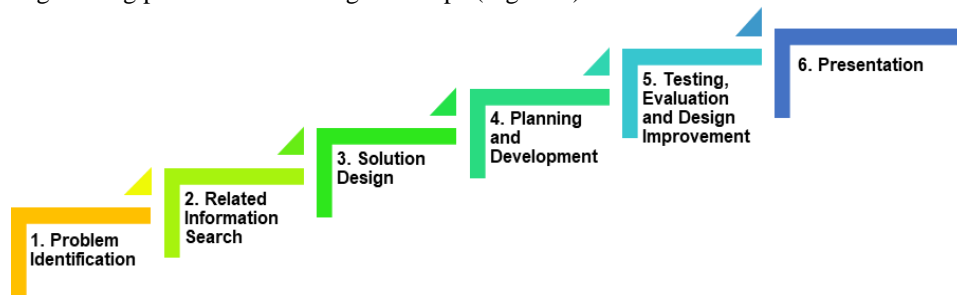 1. Problem
Identification
2. Related
Information
Search
3. Solution
Design
4. Planning
and
Development
5. Testing,
Evaluation
and Design
Improvement
6. Presentation